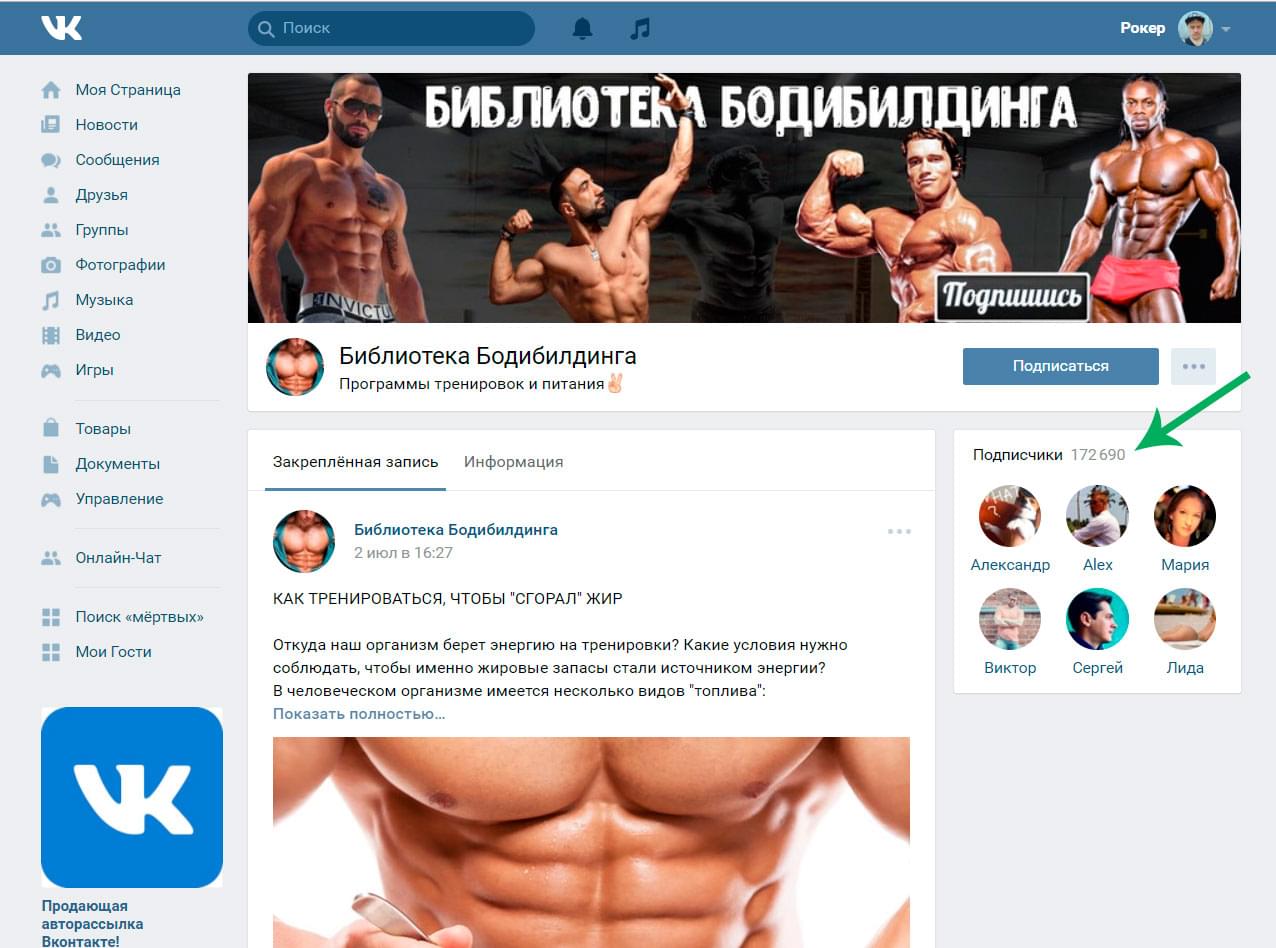 VK
Поиск
Рокер
Моя Страница
Новости
Сообщения
Друзья
Группы
Фотографии
Музыка
Видео
Игры
Товары
Документы
Управление
Онлайн-Чат
Поиск «мёртвых»
Мои Гости
VK
Продающая
авторассылка
Вконтакте!
БИБЛИОТЕКА БОДИБИЛДИНГА
INVICTU
Подпишись
Библиотека Бодибилдинга
Программы тренировок и питания✌
Подписаться
Закреплённая запись Информация
Библиотека Бодибилдинга
2 июл в 16:27
КАК ТРЕНИРОВАТЬСЯ, ЧТОБЫ "СГОРАЛ" ЖИР
Откуда наш организм берет энергию на тренировки? Какие условия нужно
соблюдать, чтобы именно жировые запасы стали источником энергии?
В человеческом организме имеется несколько видов "топлива":
Показать полностью…
Подписчики 172 690
Александр Alex Мария
Виктор Сергей Лида